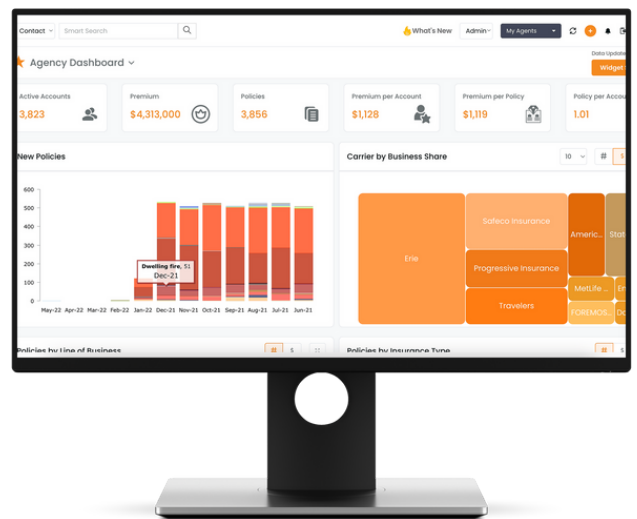 Contact
Smart Search
What's New
Admin
My Agents
Agency Dashboard
Data Update
Widget
Active Accounts
3,823
Premium
$4,313,000
Policies
3,856
Premium per Account
$1,128
Premium per Policy
$1,119
Policy per Accou
1.01
New Policies
600
500
400
300
200
100
0
Dwelling fire, 51
Dec-21
May-22 Apr-22 Mar-22 Feb-22 Jan-22 Dec-21 Nov-21 Oct-21 Sep-21 Aug-21 Jul-21 Jun-21
Carrier by Business Share
10
#
$
Erie
Safeco Insurance
Progressive Insurance
Travelers
Americ...
Stat
MetLife ...
En
FOREMOS...
Do
Policies by Line of Business
#
$
Policies by Insurance Type
#
$